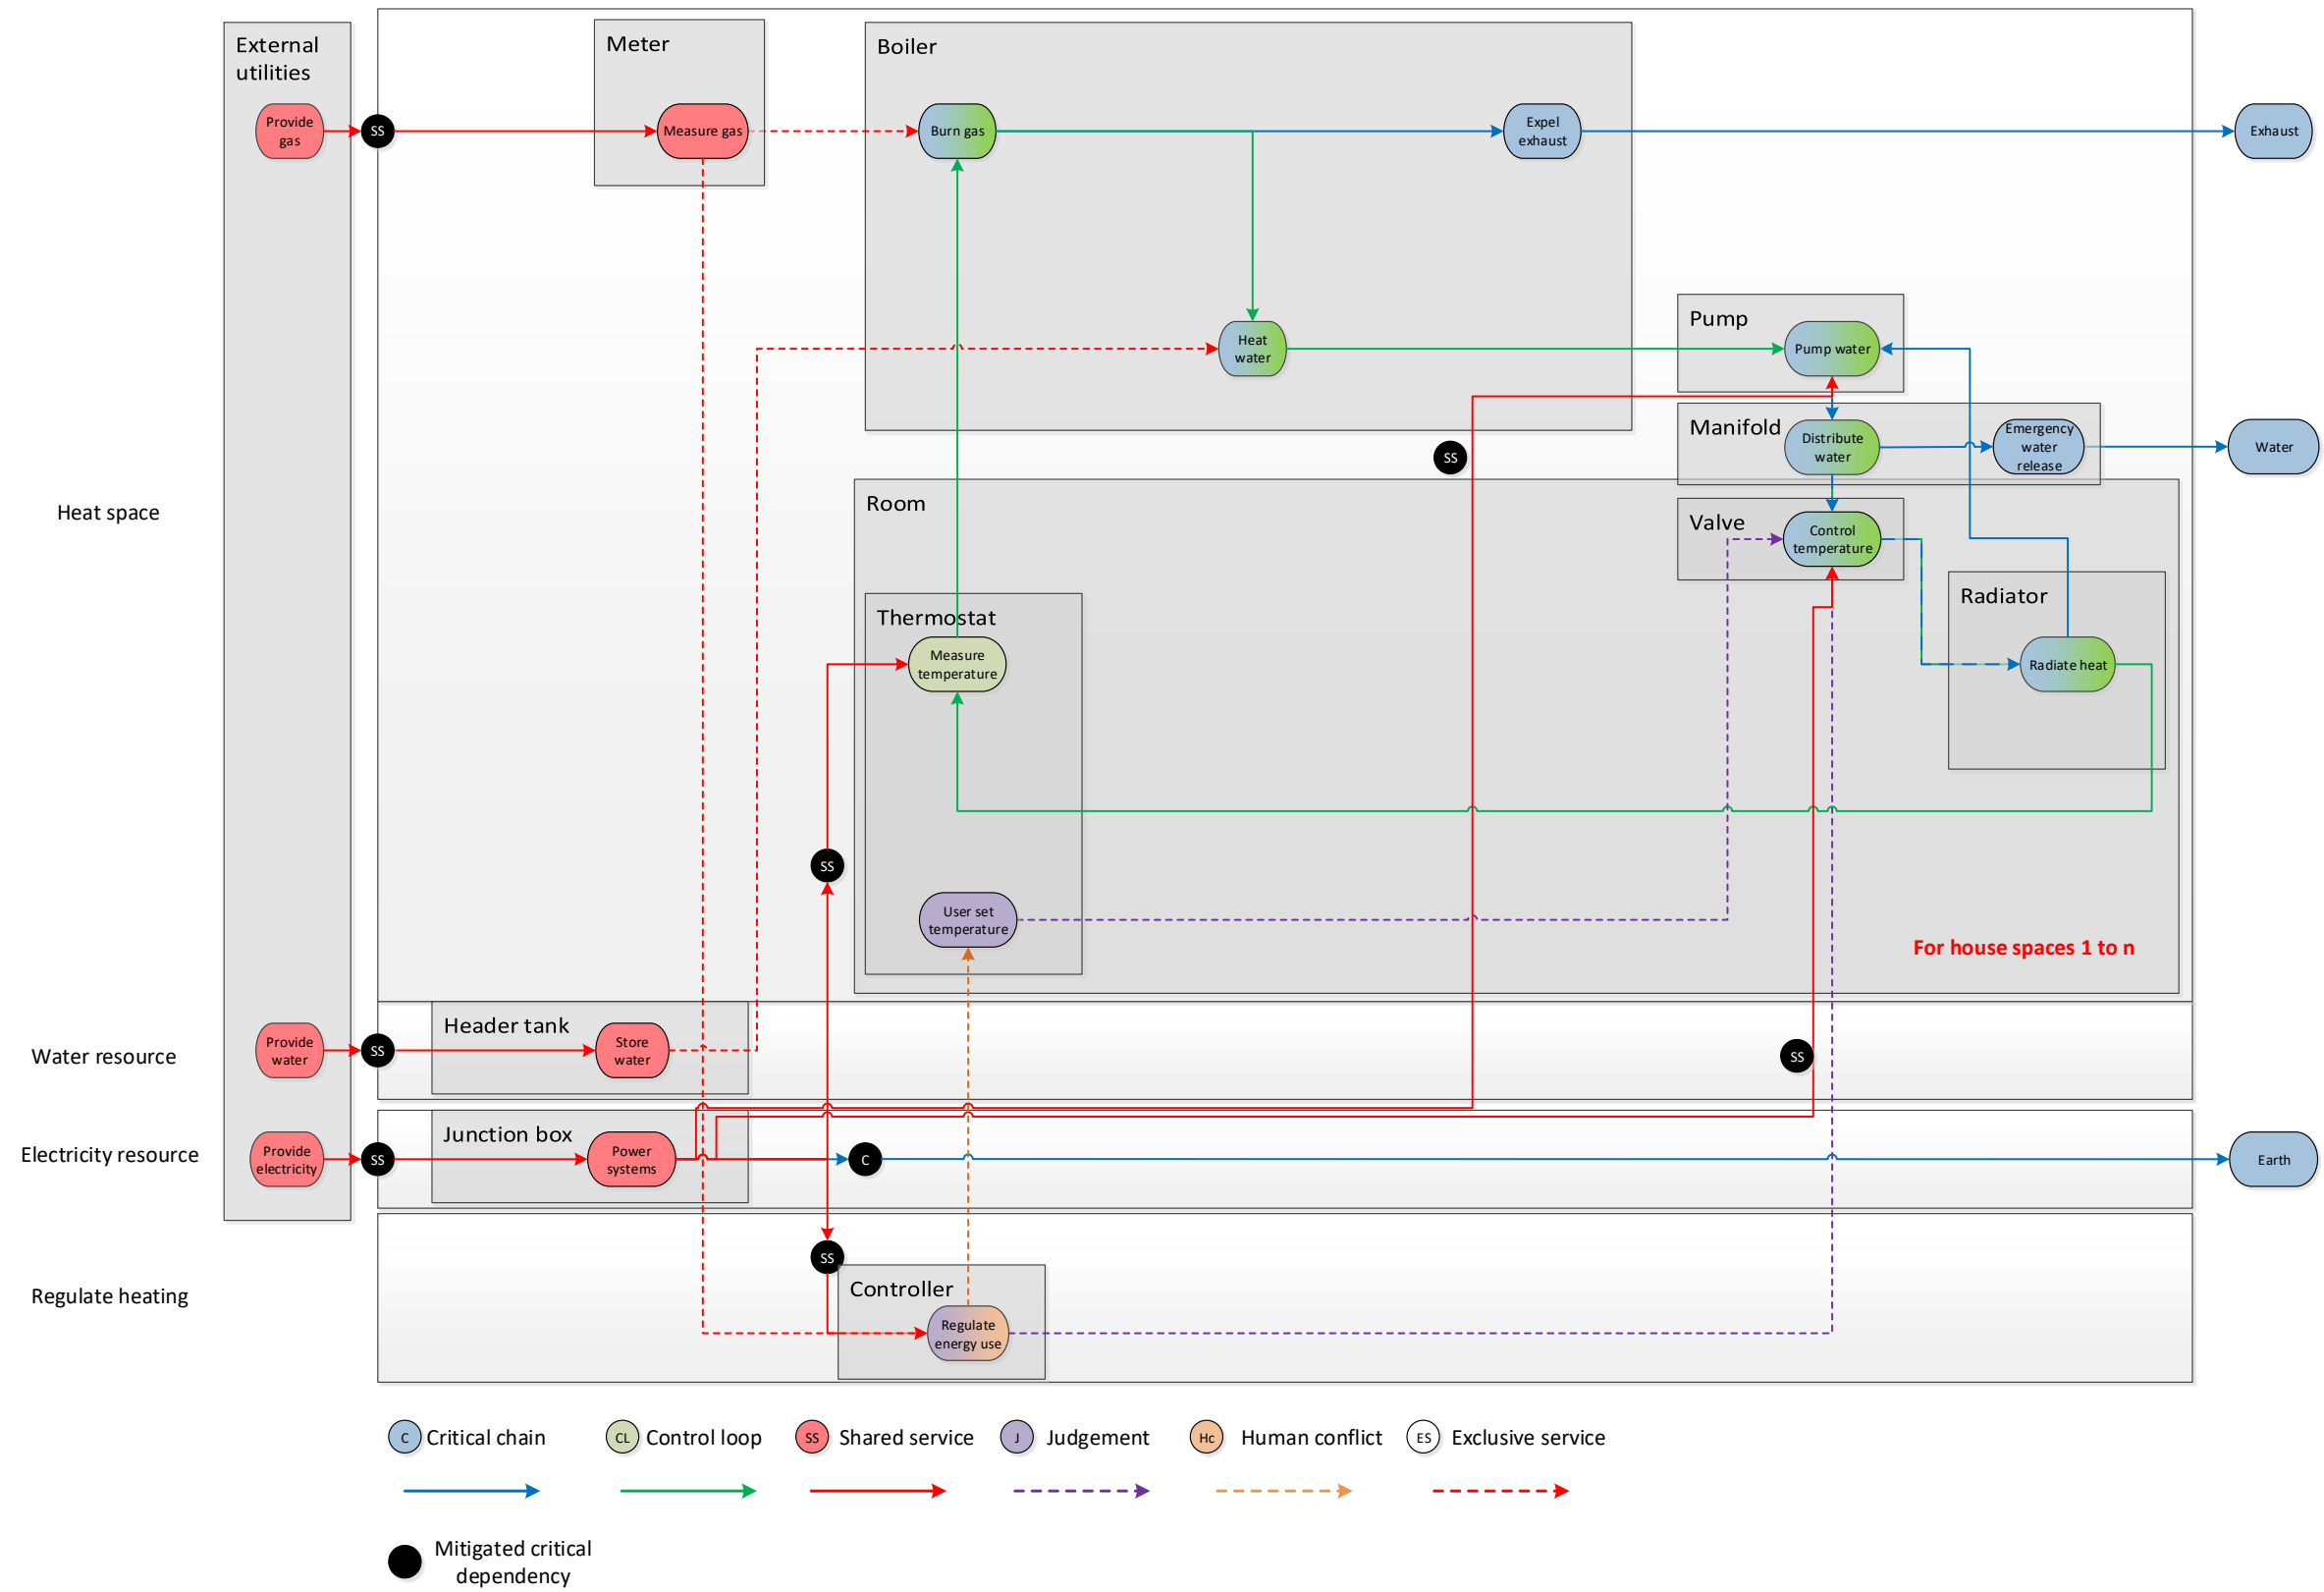 External
utilities
Meter
Boiler
Provide
gas
SS
Measure gas
Burn gas
Expel
exhaust
Exhaust
Pump
Heat
water
Pump water
Manifold
Distribute
water
Emergency
water
release
Water
SS
Heat space
Room
Valve
Control
temperature
Radiator
Thermostat
Measure
temperature
Radiate heat
SS
User set
temperature
For house spaces 1 to n
Water resource
Provide
water
SS
Header tank
Store
water
SS
Electricity resource
Provide
electricity
SS
Junction box
Power
systems
C
Earth
Regulate heating
SS
Controller
Regulate
energy use
C Critical chain
CL Control loop
SS Shared service
J Judgement
Hc Human conflict
ES Exclusive service
Mitigated critical
dependency